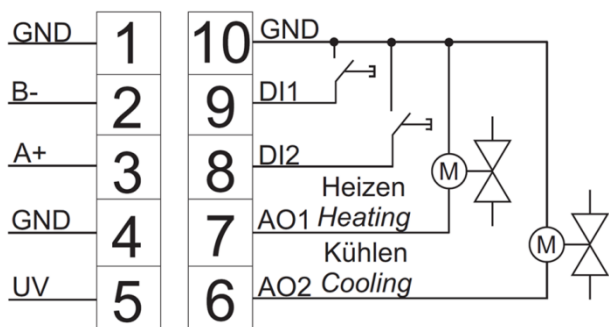 GND 1 10 GND
B- 2 9 DI1
A+ 3 8 DI2
Heizen
M
GND 4 7 AO1 Heating
Kühlen
M
UV 5 6 AO2 Cooling